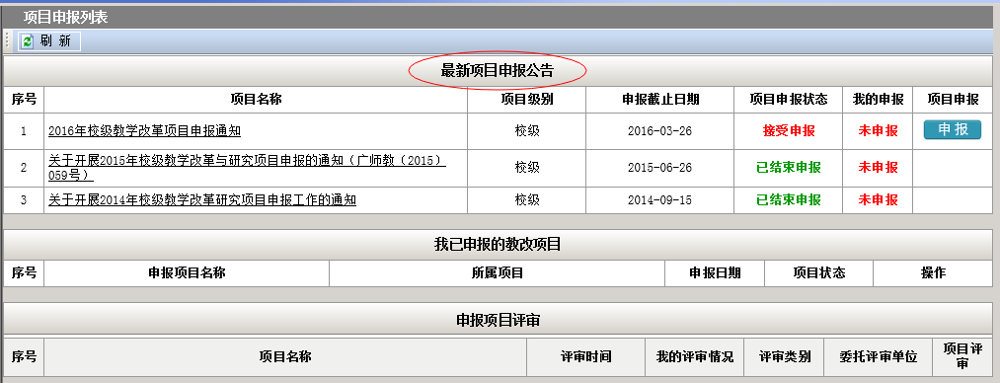 项目申报列表
刷 新
最新项目申报公告
序号 项目名称 项目级别 申报截止日期 项目申报状态 我的申报 项目申报
1 2016年校级教学改革项目申报通知 校级 2016-03-26 接受申报 未申报 申 报
2 关于开展2015年校级教学改革与研究项目申报的通知（广师教（2015）
059号） 校级 2015-06-26 已结束申报 未申报
3 关于开展2014年校级教学改革研究项目申报工作的通知 校级 2014-09-15 已结束申报 未申报
我已申报的教改项目
序号 申报项目名称 所属项目 申报日期 项目状态 操作
申报项目评审
序号 项目名称 评审时间 我的评审情况 评审类别 委托评审单位 项目评
审